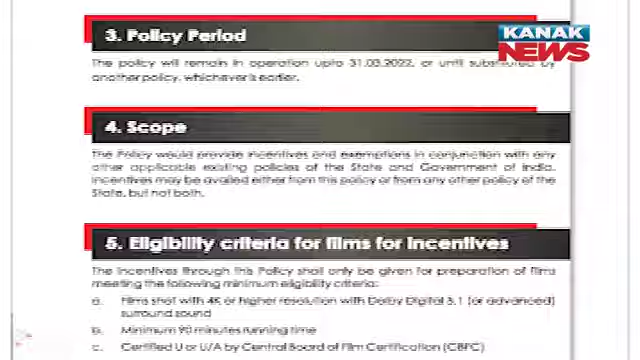 KANAK
NEWS
3. Policy Period
The policy will remain in operation upto 31.03.2022, or until substituted by
another policy, whichever is earlier.
4. Scope
The Policy would provide incentives and exemptions in conjunction with any
other applicable existing policies of the State and Government of India.
Incentives may be availed either from this policy or from any other policy of the
State, but not both.
5. Eligibility criteria for films for incentives
The incentives through this Policy shall only be given for preparation of films
meeting the following minimum eligibility criteria:
a. Films shot with 4K or higher resolution with Dolby Digital 5.1 (or advanced)
surround sound
b. Minimum 90 minutes running time
c. Certified U or U/A by Central Board of Film Certification (CBFC)